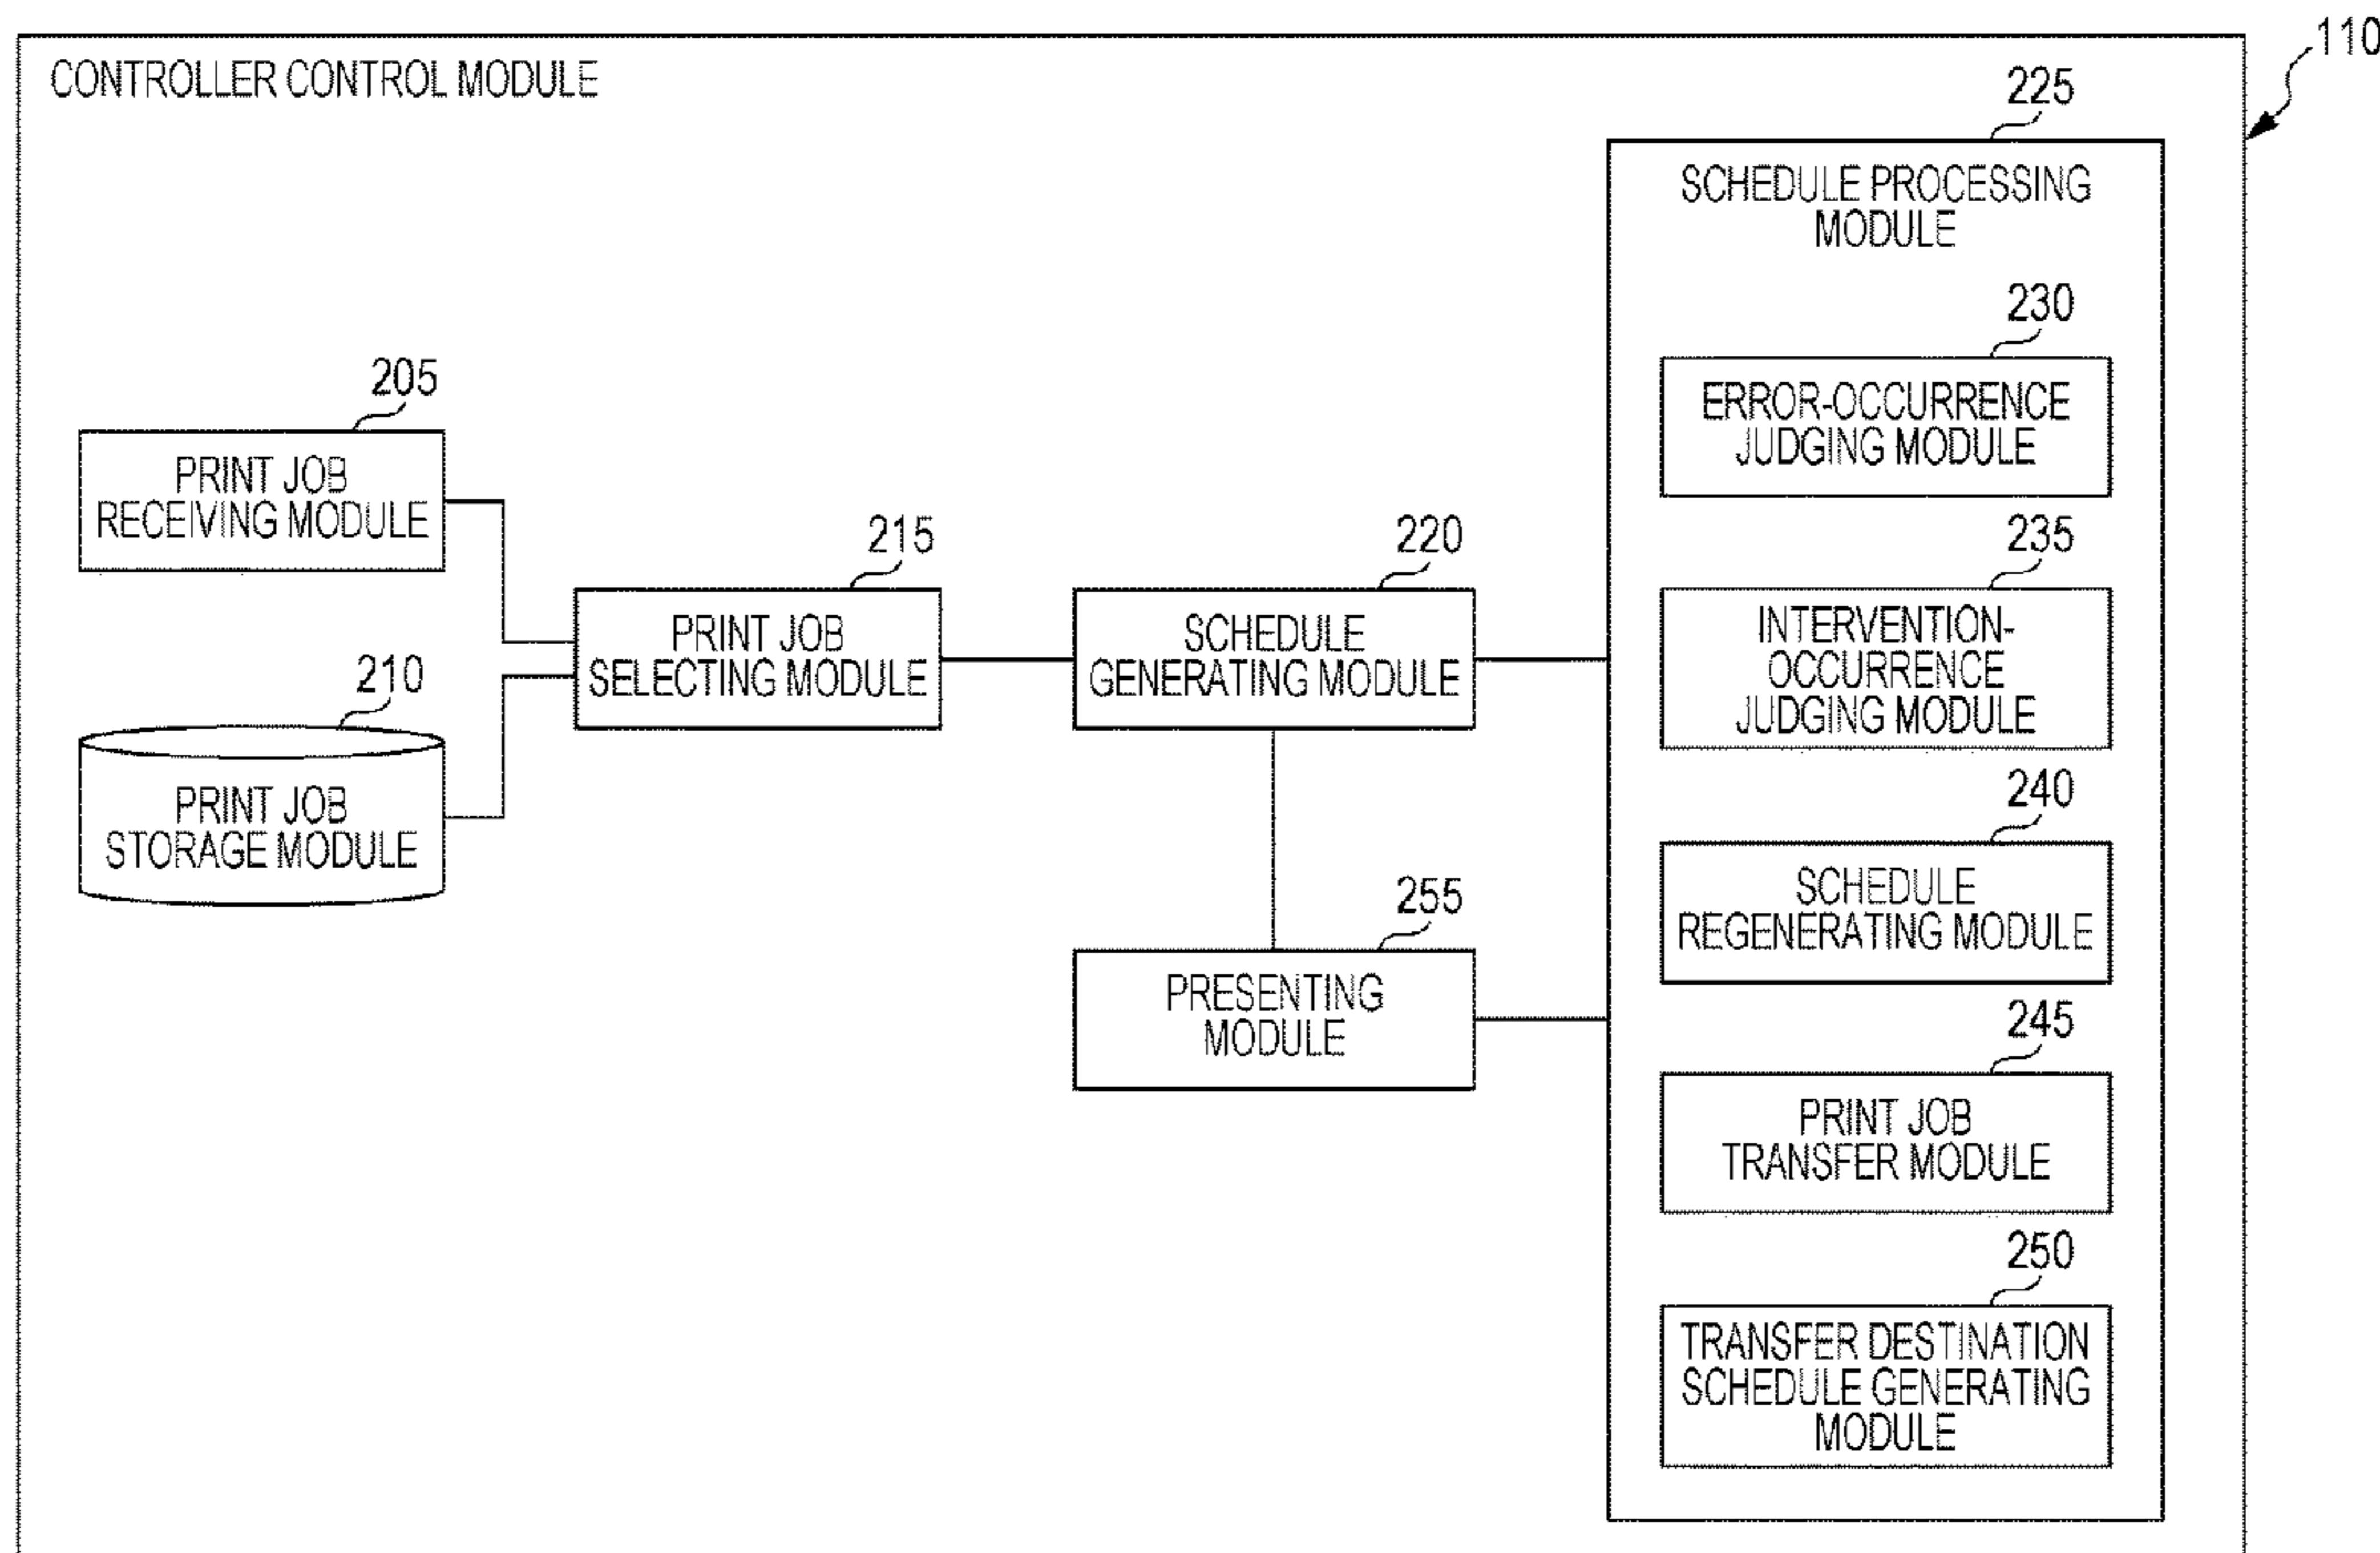 110
CONTROLLER CONTROL MODULE
225
SCHEDULE PROCESSING
MODULE
230
ERROR-OCCURRENCE
JUDGING MODULE
205
PRINT JOB
RECEIVING MODULE
215
PRINT JOB
SELECTING MODULE
220
SCHEDULE
GENERATING MODULE
235
INTERVENTION-
OCCURRENCE
JUDGING MODULE
210
PRINT JOB
STORAGE MODULE
240
SCHEDULE
REGENERATING MODULE
255
PRESENTING
MODULE
245
PRINT JOB
TRANSFER MODULE
250
TRANSFER DESTINATION
SCHEDULE GENERATING
MODULE